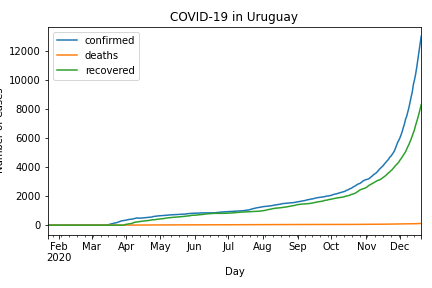 COVID-19 in Uruguay
confirmed
deaths
recovered
12000
10000
8000
6000
4000
2000
0
Feb Mar Apr May Jun Jul Aug Sep Oct Nov Dec
2020
Day